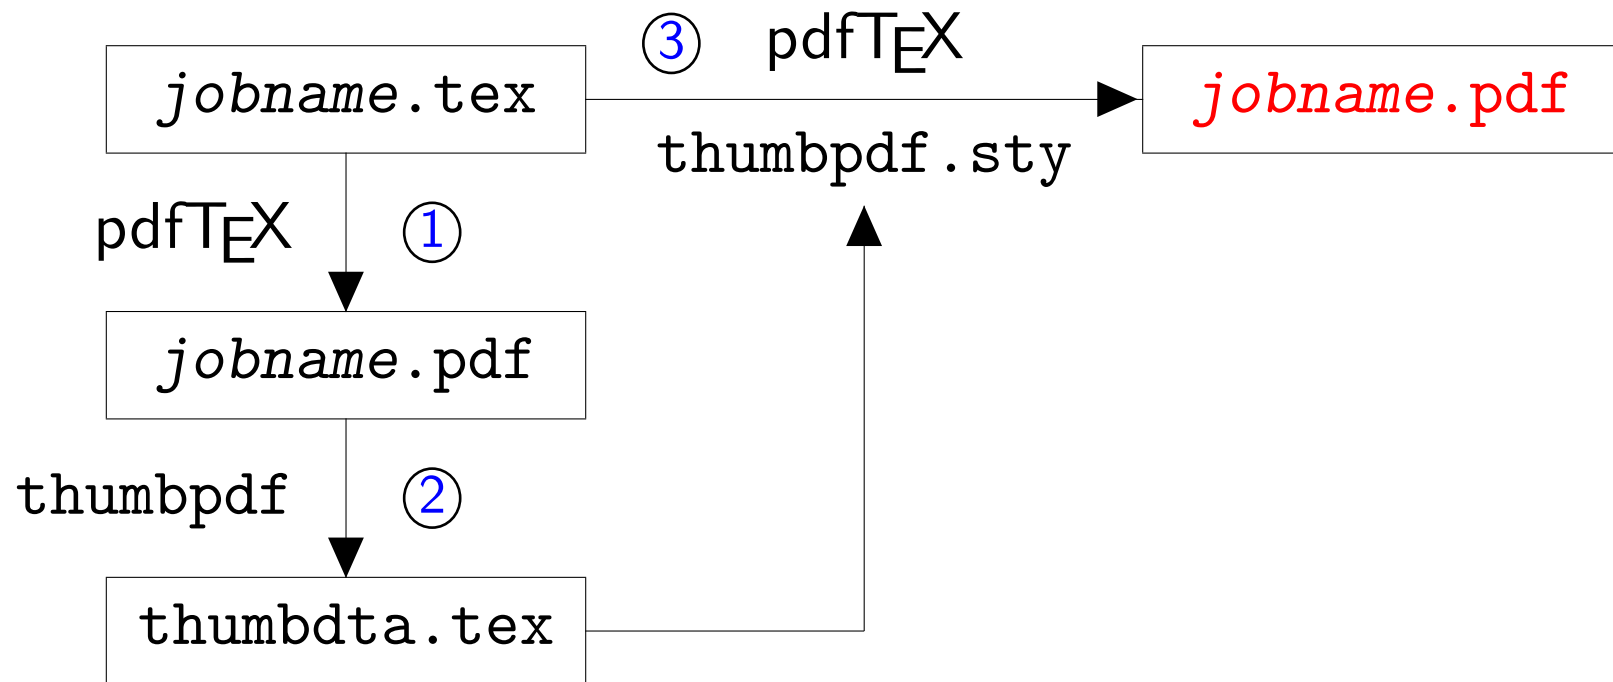 3 pdfTEX
jobname.tex
jobname.pdf
thumbpdf.sty
pdfTEX 1
jobname.pdf
thumbpdf 2
thumbdta.tex